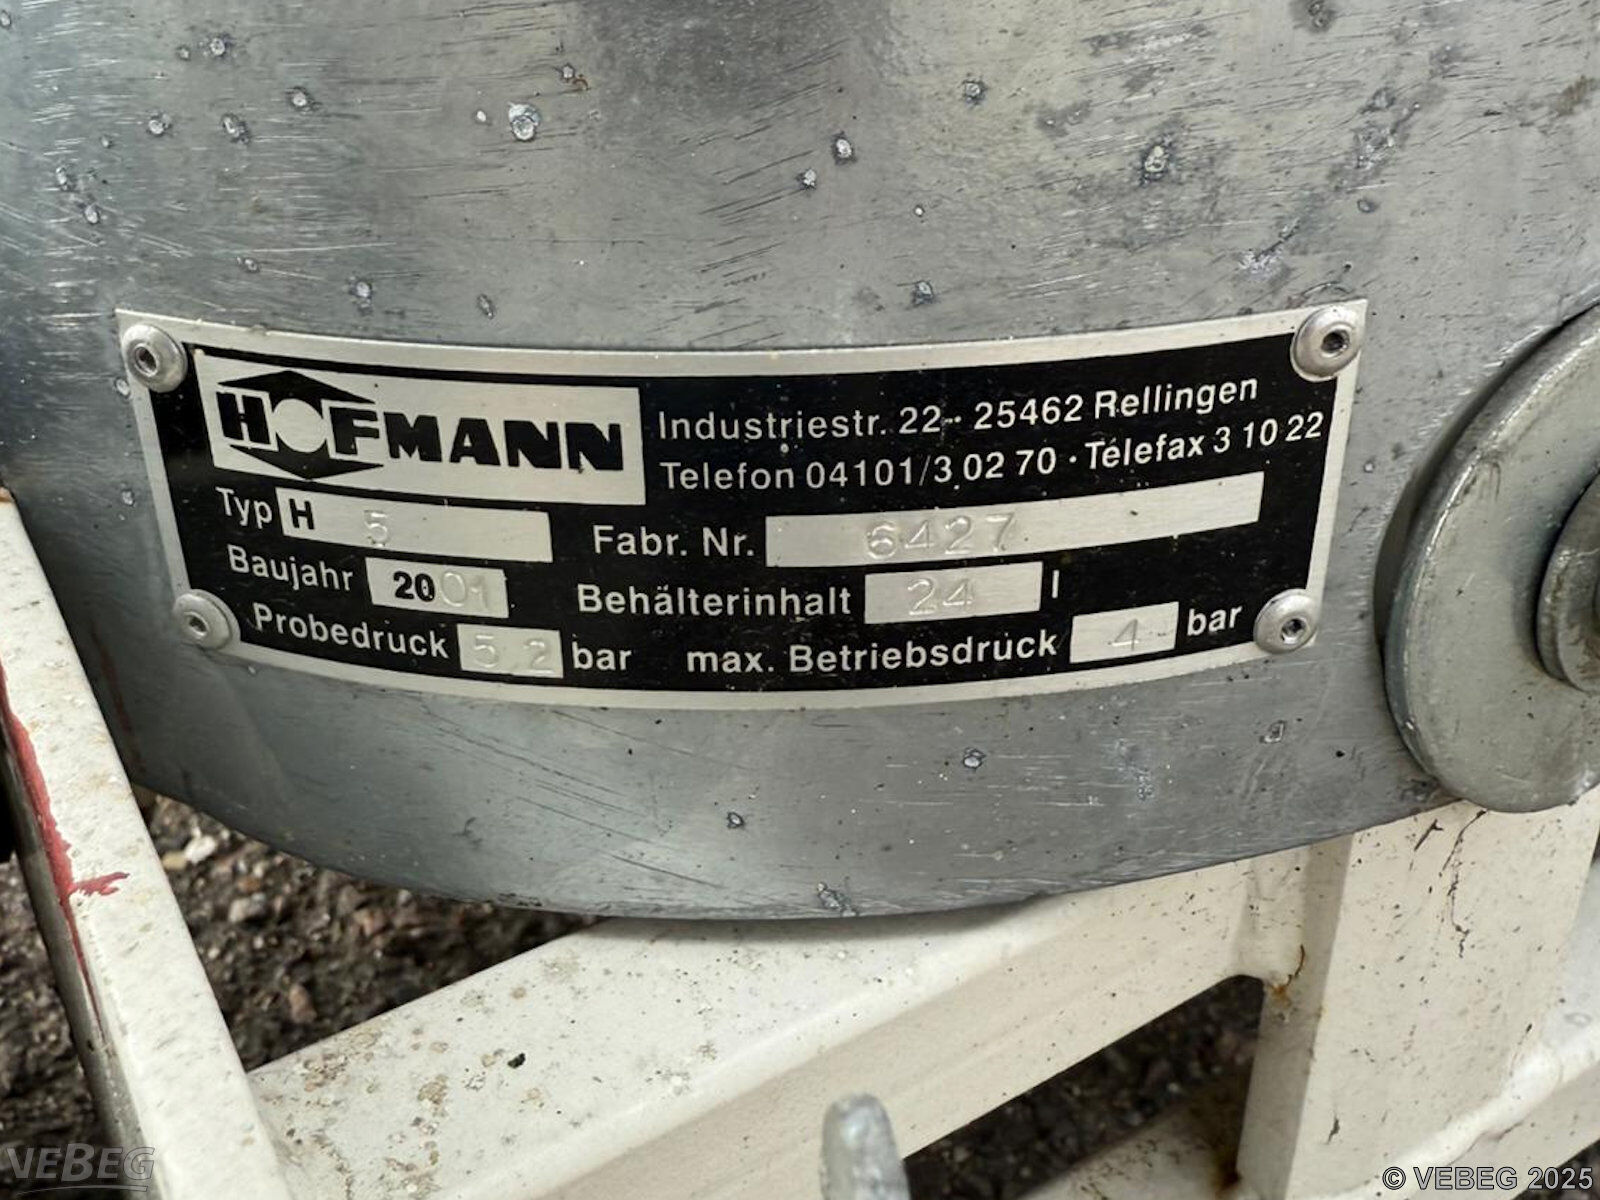 HOFMANN
Industriestr. 22 · 25462 Rellingen
Telefon 04101/3 02 70 · Telefax 3 10 22
Typ H 5 Fabr. Nr. 6427
Baujahr 2001 Behälterinhalt 24 l
Probedruck 5,2 bar max. Betriebsdruck 4 bar
VEBEG
© VEBEG 2025